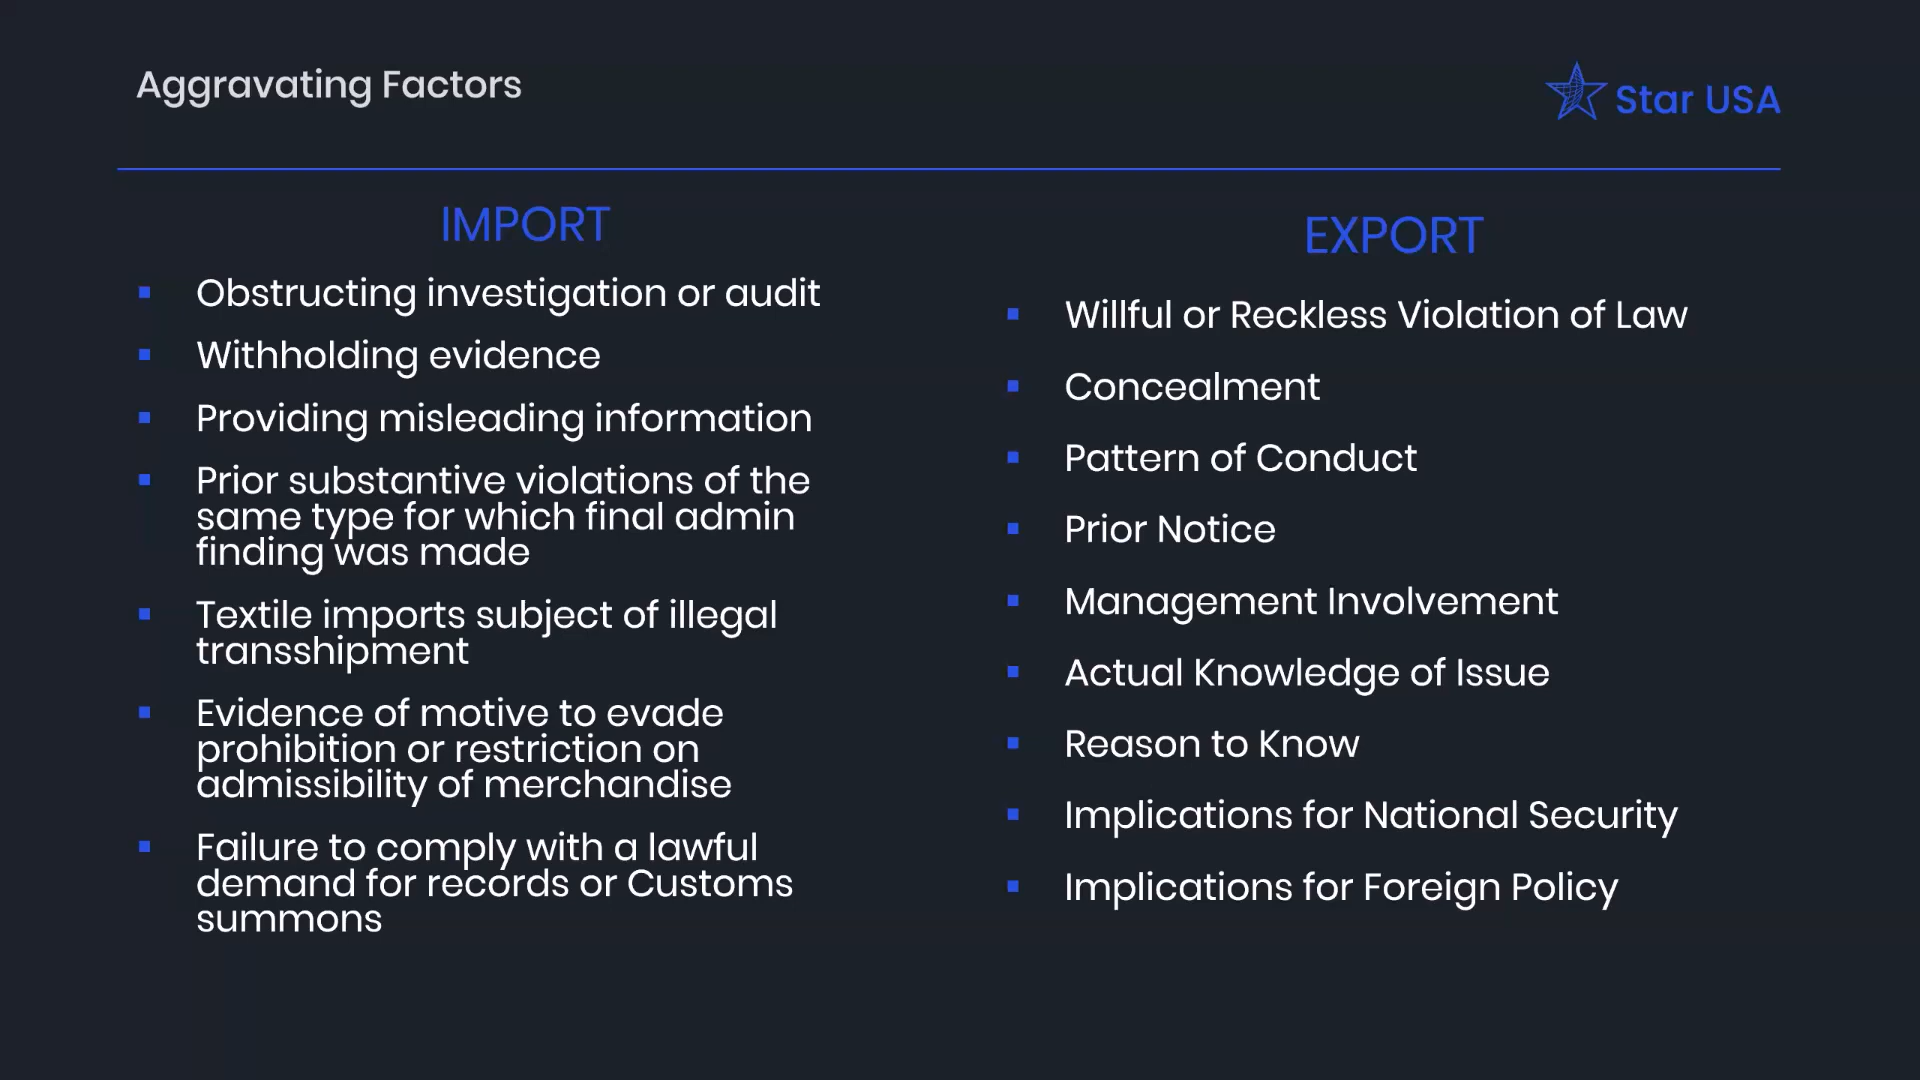 Aggravating Factors
Star USA
IMPORT
Obstructing investigation or audit
Withholding evidence
Providing misleading information
Prior substantive violations of the
same type for which final admin
finding was made
Textile imports subject of illegal
transshipment
Evidence of motive to evade
prohibition or restriction on
admissibility of merchandise
Failure to comply with a lawful
demand for records or Customs
summons
EXPORT
Willful or Reckless Violation of Law
Concealment
Pattern of Conduct
Prior Notice
Management Involvement
Actual Knowledge of Issue
Reason to Know
Implications for National Security
Implications for Foreign Policy